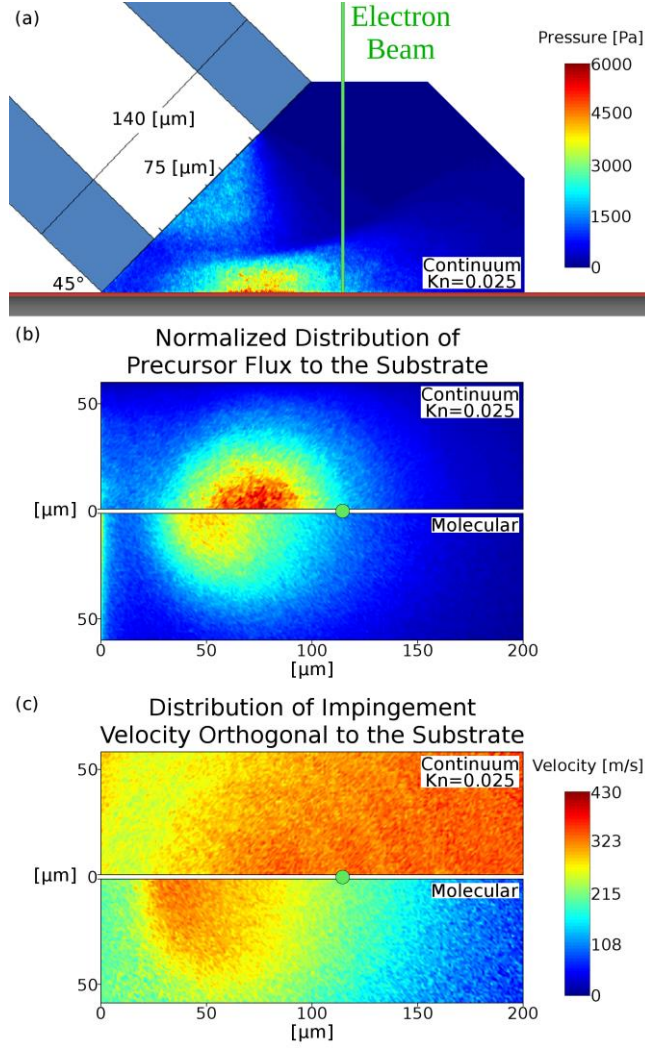 (a)
Electron
Beam
Pressure [Pa]
6000
4500
3000
1500
0
140 [μm]
75 [μm]
45°
Continuum
Kn=0.025
(b)
Normalized Distribution of
Precursor Flux to the Substrate
50
Continuum
Kn=0.025
[μm]
0
Molecular
50
0
50
100
150
200
[μm]
(c)
Distribution of Impingement
Velocity Orthogonal to the Substrate
50
Continuum
Kn=0.025
Velocity [m/s]
430
323
215
108
0
[μm]
0
Molecular
50
0
50
100
150
200
[μm]